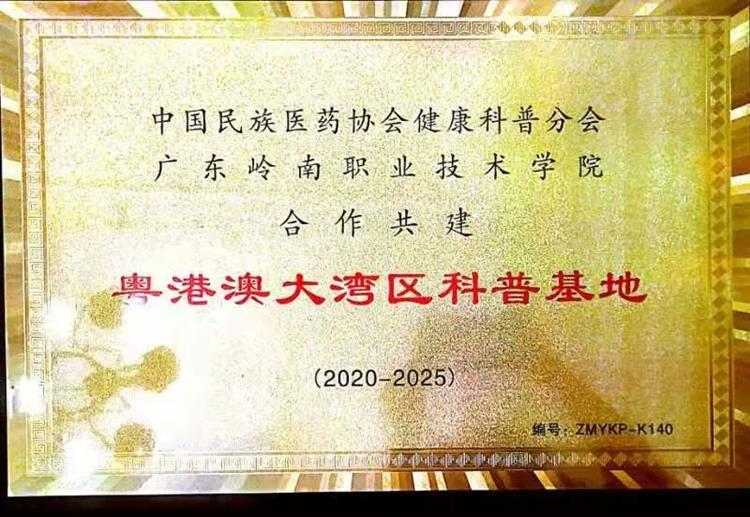 中国民族医药协会健康科普分会
广东岭南职业技术学院
合作共建
粤港澳大湾区科普基地
(2020-2025)
编号：ZMYKP-K140